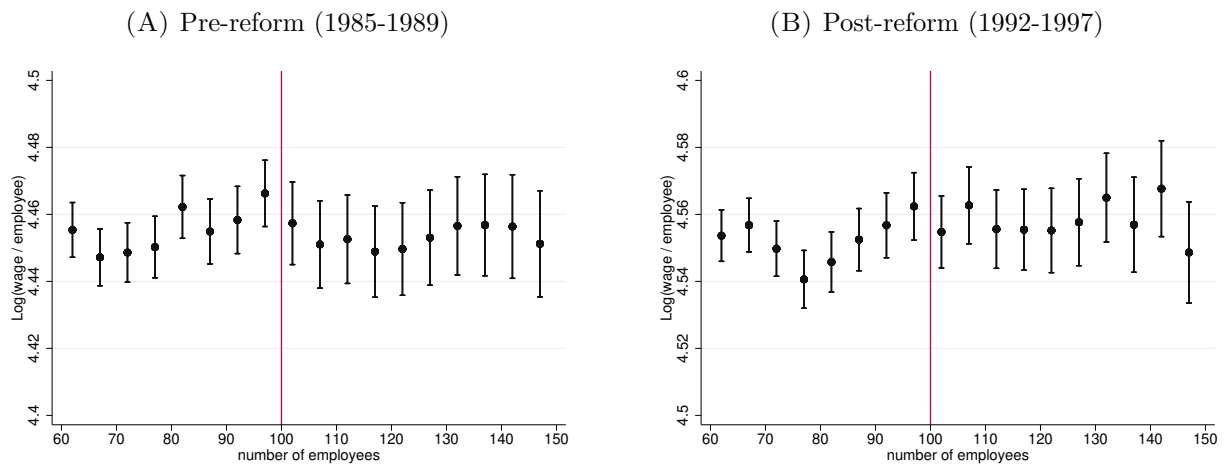 (A) Pre-reform (1985-1989)
Log(wage / employee)
4.5
4.48
4.46
4.44
4.42
4.4
60 70 80 90 100 110 120 130 140 150
number of employees
(B) Post-reform (1992-1997)
Log(wage / employee)
4.6
4.58
4.56
4.54
4.52
4.5
60 70 80 90 100 110 120 130 140 150
number of employees